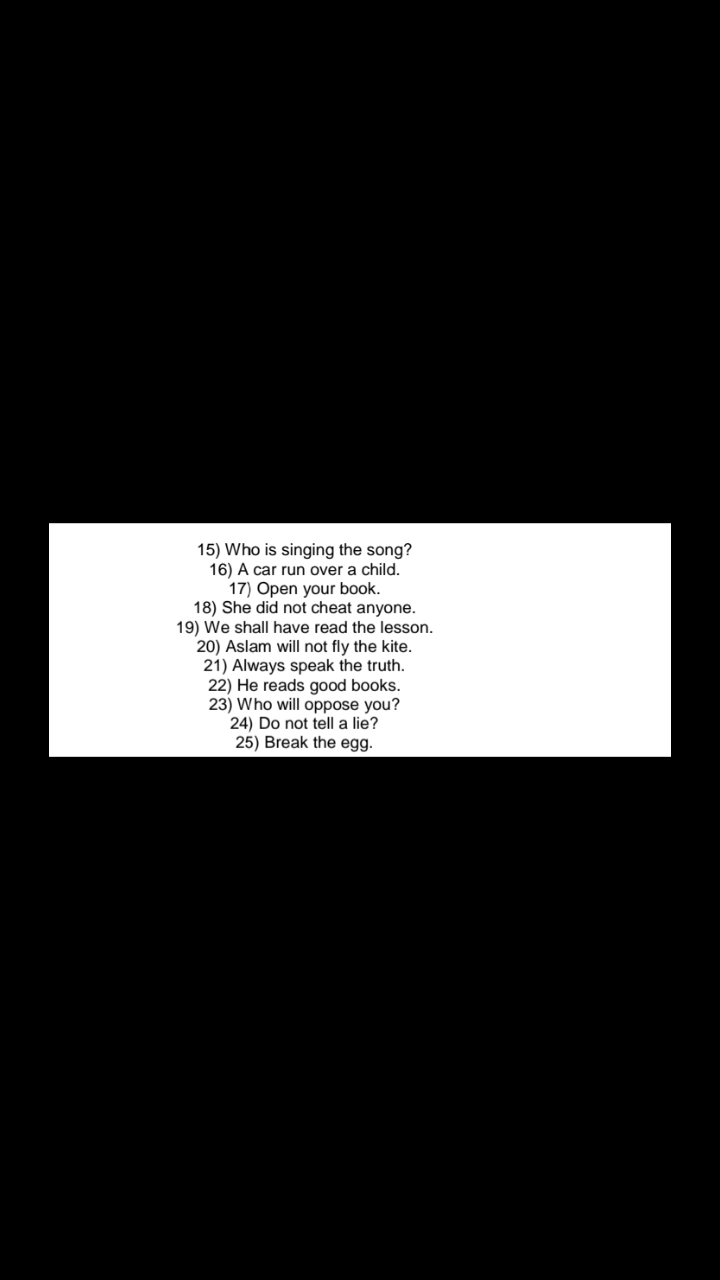 15) Who is singing the song?
16) A car run over a child.
17) Open your book.
18) She did not cheat anyone.
19) We shall have read the lesson.
20) Aslam will not fly the kite.
21) Always speak the truth.
22) He reads good books.
23) Who will oppose you?
24) Do not tell a lie?
25) Break the egg.